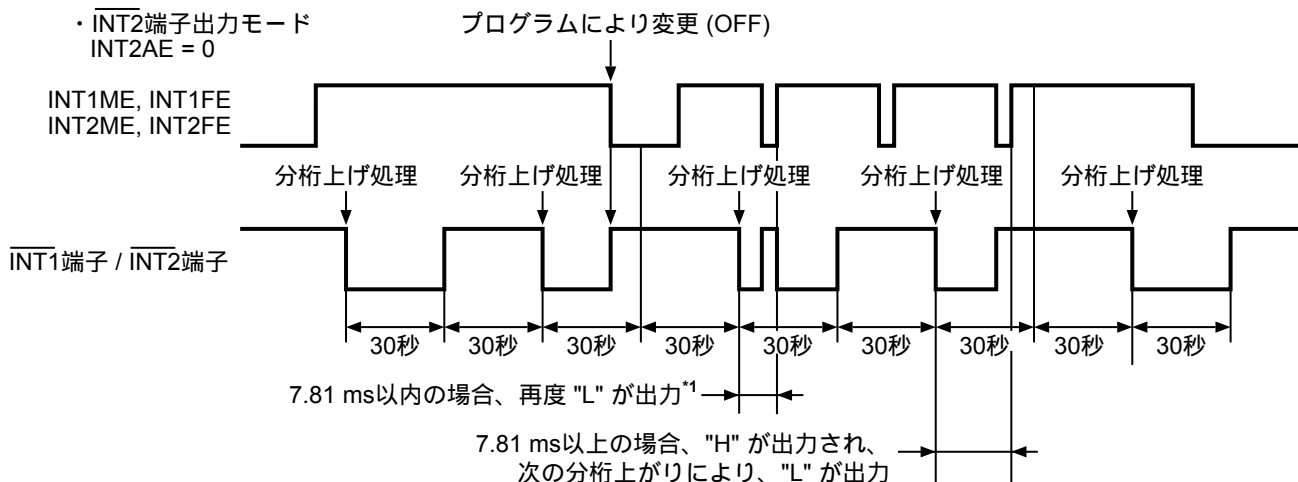 ・INT2端子出力モード
INT2AE = 0
プログラムにより変更 (OFF)
INT1ME, INT1FE
INT2ME, INT2FE
分桁上げ処理 分桁上げ処理 分桁上げ処理 分桁上げ処理 分桁上げ処理
INT1端子 / INT2端子
30秒 30秒 30秒 30秒 30秒 30秒 30秒 30秒 30秒
7.81 ms以内の場合、再度 "L" が出力*1
7.81 ms以上の場合、"H" が出力され、
次の分桁上がりにより、"L" が出力